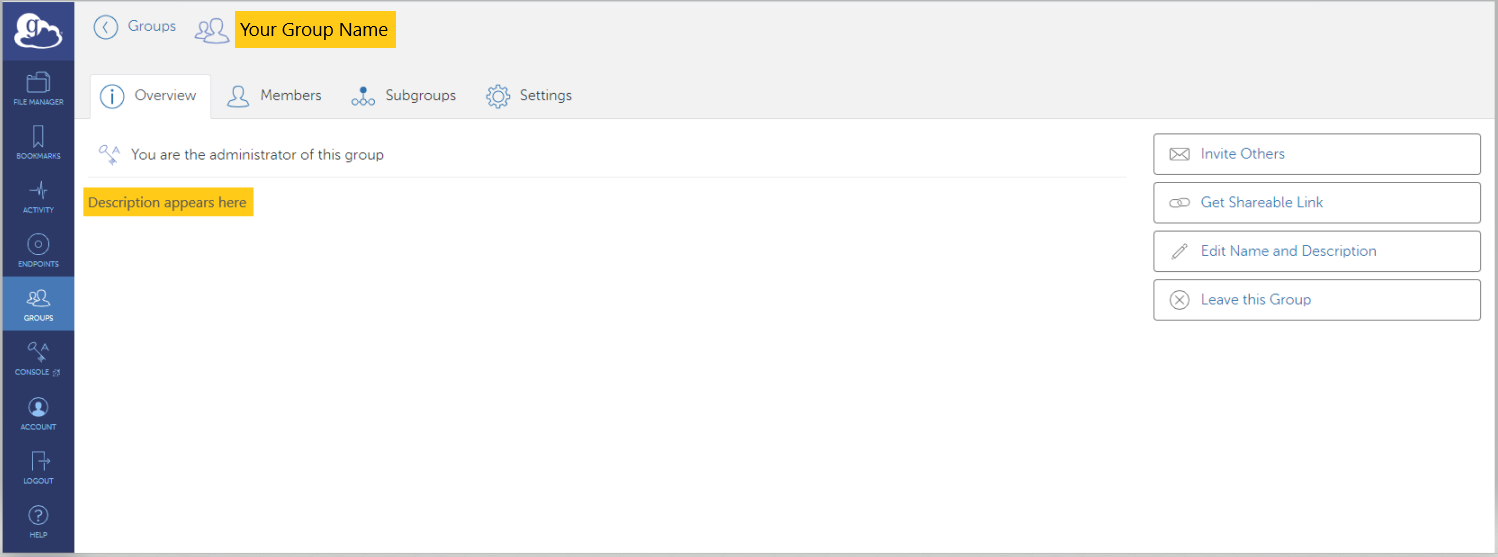 g
Groups
Your Group Name
Overview
Members
Subgroups
Settings
You are the administrator of this group
Description appears here
Invite Others
Get Shareable Link
Edit Name and Description
Leave this Group
FILE MANAGER
BOOKMARKS
ACTIVITY
ENDPOINTS
GROUPS
CONSOLE
ACCOUNT
LOGOUT
HELP